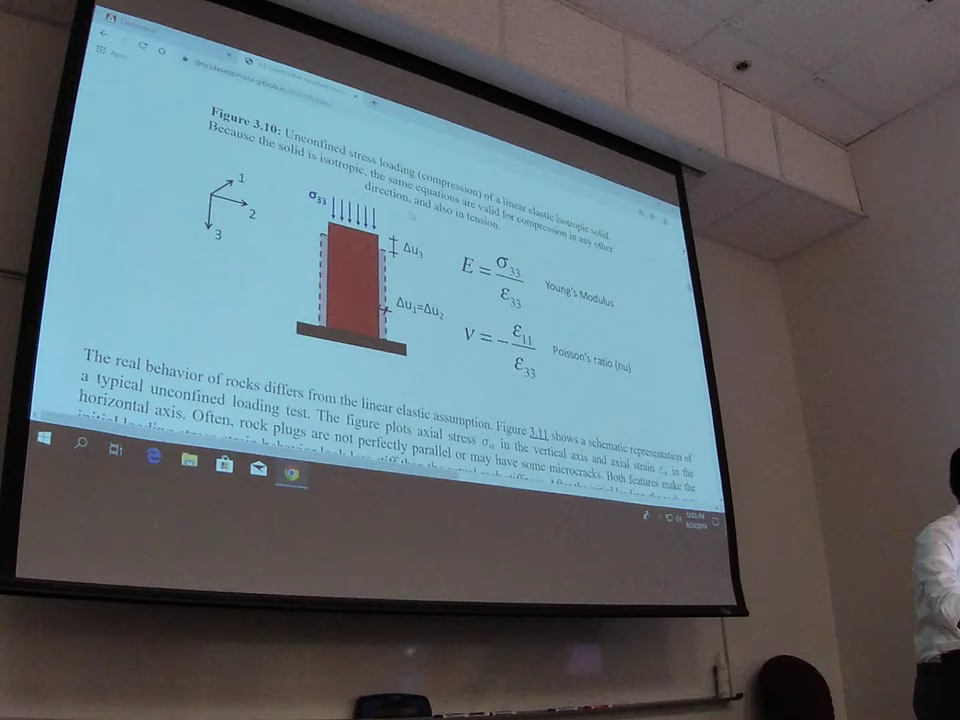 Apps
Figure 3.10: Unconfined stress loading (compression) of a linear elastic isotropic solid.
Because the solid is isotropic, the same equations are valid for compression in any other
direction, and also in tension.
1
2
3
σ33
Δu3
Δu1=Δu2
E = σ33 / ε33
Young's Modulus
ν = - ε11 / ε33
Poisson's ratio (nu)
The real behavior of rocks differs from the linear elastic assumption. Figure 3.11 shows a schematic representation of
a typical unconfined loading test. The figure plots axial stress σa in the vertical axis and axial strain εa in the
horizontal axis. Often, rock plugs are not perfectly parallel or may have some microcracks. Both features make the